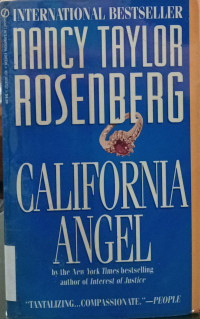 INTERNATIONAL BESTSELLER
NANCY TAYLOR
ROSENBERG
CALIFORNIA
ANGEL
by the New York Times bestselling
author of Interest of Justice
"TANTALIZING...COMPASSIONATE."—PEOPLE